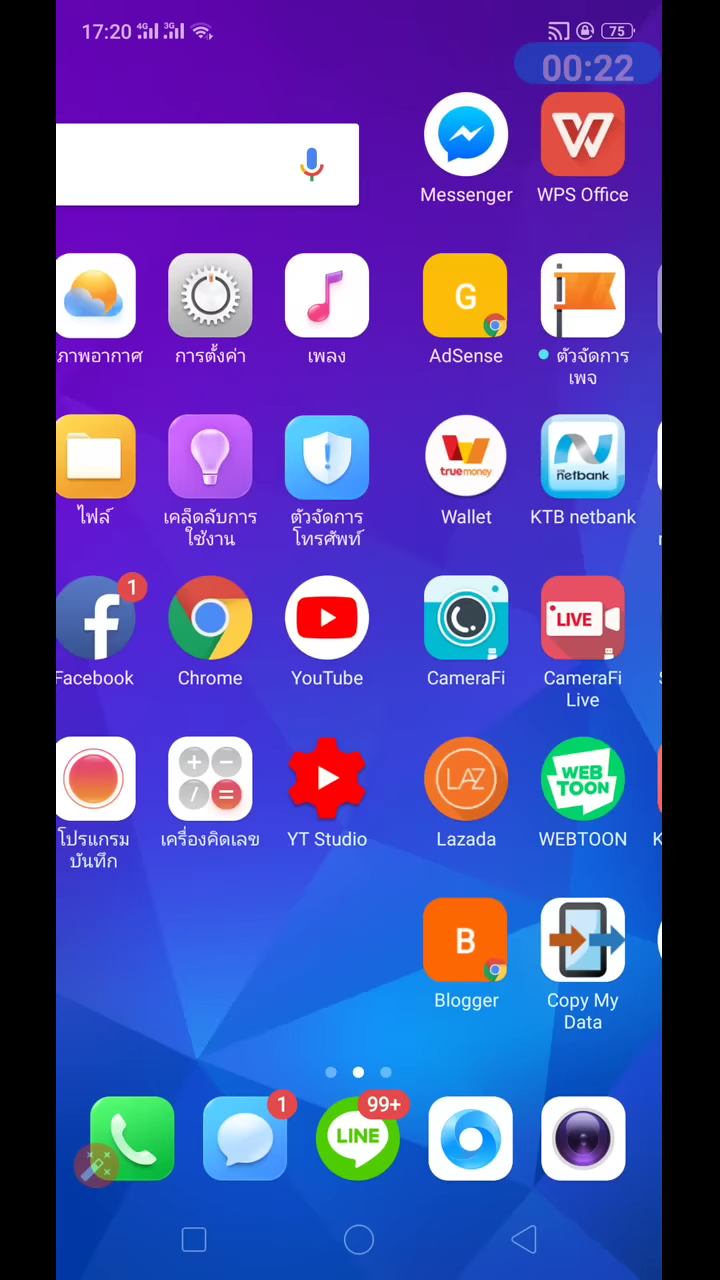 17:20 4G 3G 75
00:22
Messenger WPS Office
G
ภาพอากาศ การตั้งค่า เพลง AdSense ตัวจัดการ
เพจ
truemoney KTB netbank
ไฟล์ เคล็ดลับการ ตัวจัดการ Wallet KTB netbank
ใช้งาน โทรศัพท์
1 LIVE
Facebook Chrome YouTube CameraFi CameraFi
Live
LAZ WEB
TOON
โปรแกรม เครื่องคิดเลข YT Studio Lazada WEBTOON K
บันทึก
B
Blogger Copy My
Data
1 99+
LINE